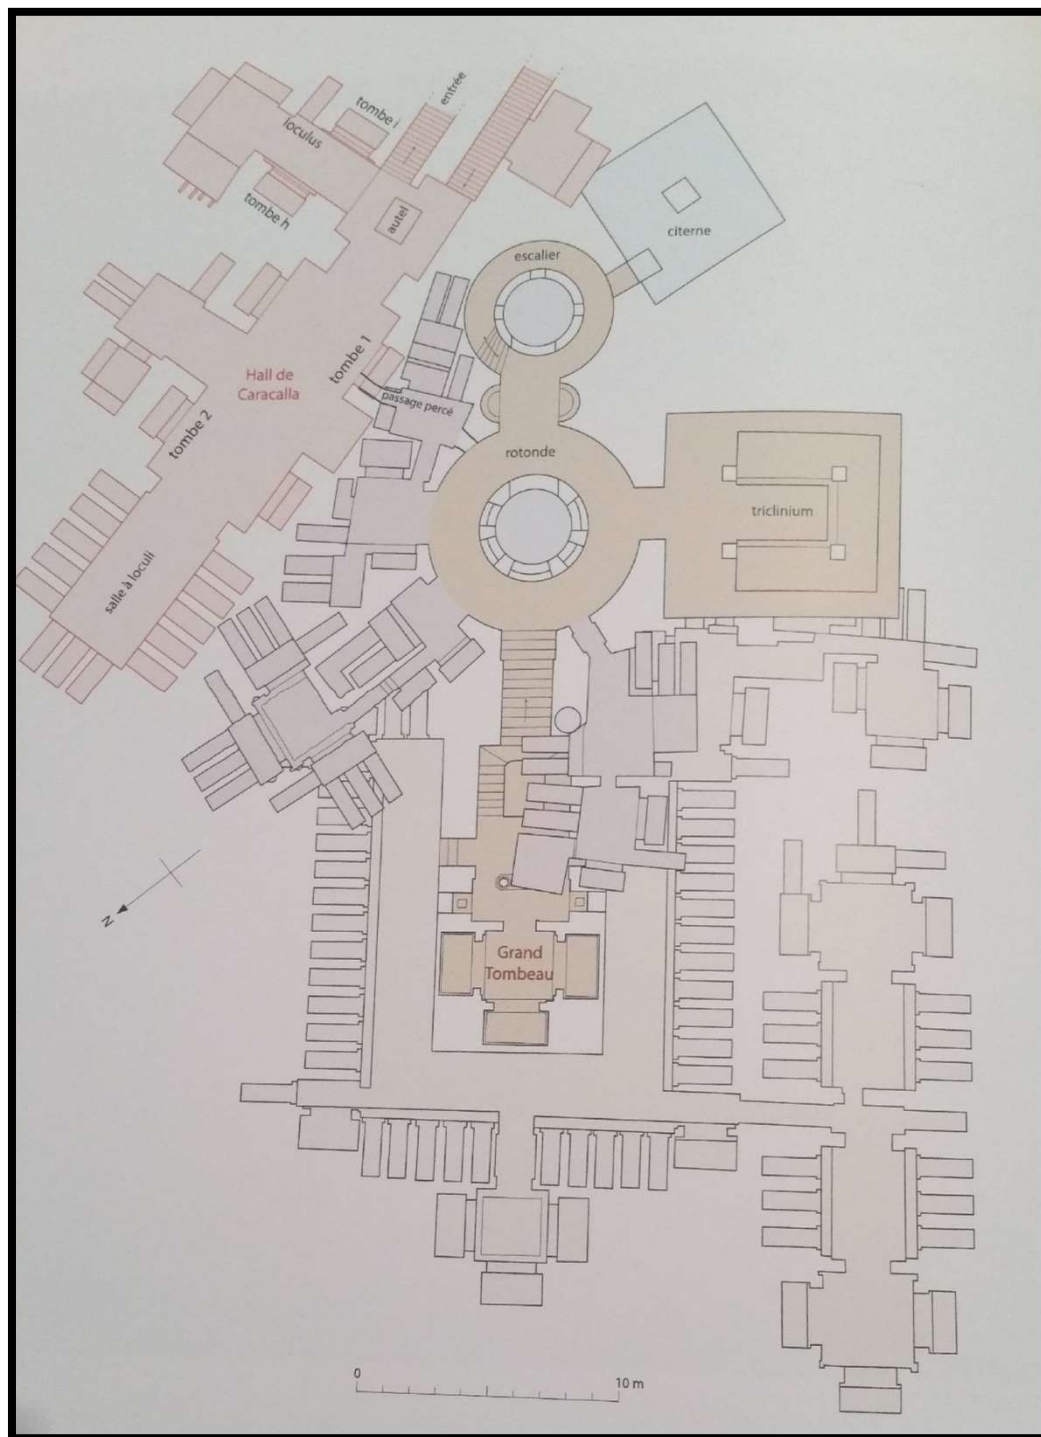 entrée
tombe i
loculus
tombe h
autel
citerne
escalier
tombe 1
Hall de
Caracalla
passage percé
tombe 2
rotonde
triclinium
salle à loculi
N
Grand
Tombeau
0
10 m